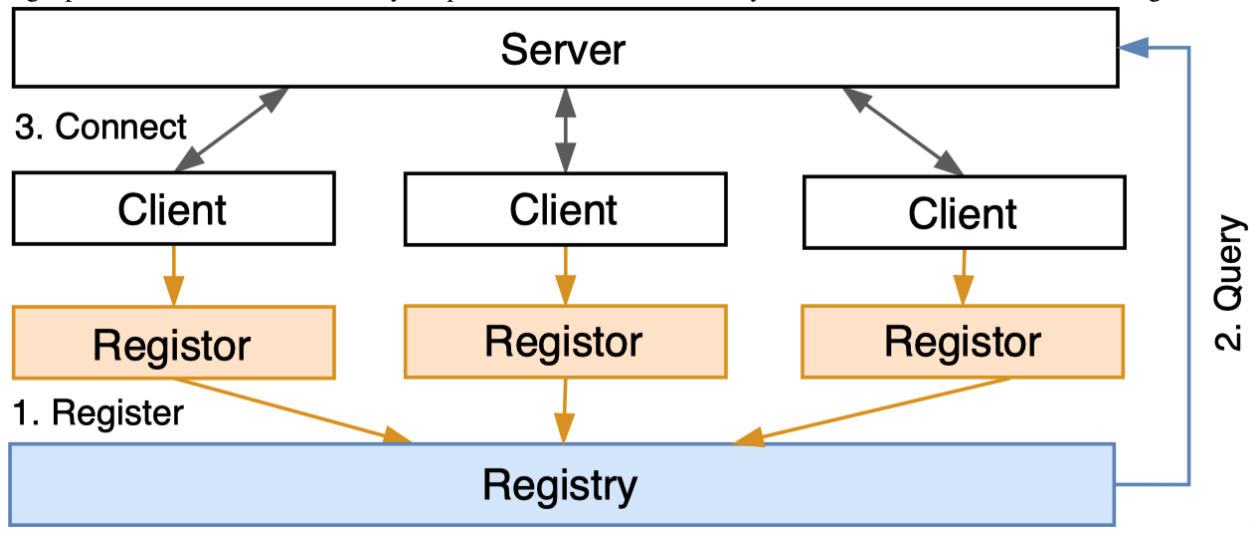 Server
3. Connect
Client
Client
Client
2. Query
Registor
Registor
Registor
1. Register
Registry